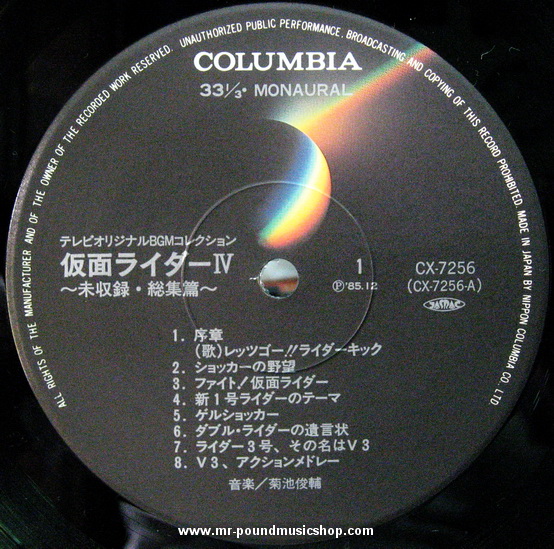 ALL RIGHTS OF THE MANUFACTURER AND OF THE OWNER OF THE RECORDED WORK RESERVED. UNAUTHORIZED PUBLIC PERFORMANCE, BROADCASTING AND COPYING OF THIS RECORD PROHIBITED. MADE IN JAPAN BY NIPPON COLUMBIA CO., LTD
COLUMBIA
33 1/3• MONAURAL
テレビオリジナルBGMコレクション
仮面ライダーⅣ
〜未収録・総集篇〜
1
Ⓟ'85.12
CX-7256
(CX-7256-A)
JASRAC
1. 序章
(歌)レッツゴー!!ライダーキック
2. ショッカーの野望
3. ファイト!仮面ライダー
4. 新1号ライダーのテーマ
5. ゲルショッカー
6. ダブル・ライダーの遺言状
7. ライダー3号、その名はV3
8. V3、アクションメドレー
音楽/菊池俊輔
www.mr-poundmusicshop.com